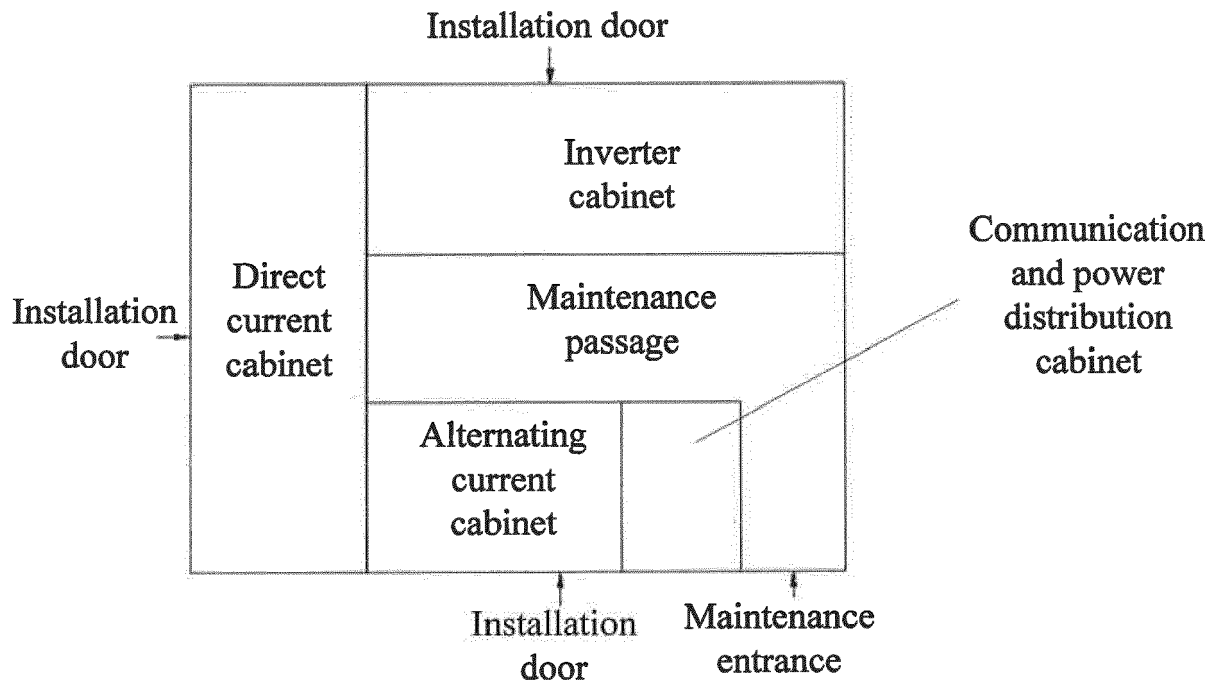 Installation door
Inverter
cabinet
Communication
and power
distribution
cabinet
Direct
current
cabinet
Installation
door
Maintenance
passage
Alternating
current
cabinet
Installation
door
Maintenance
entrance